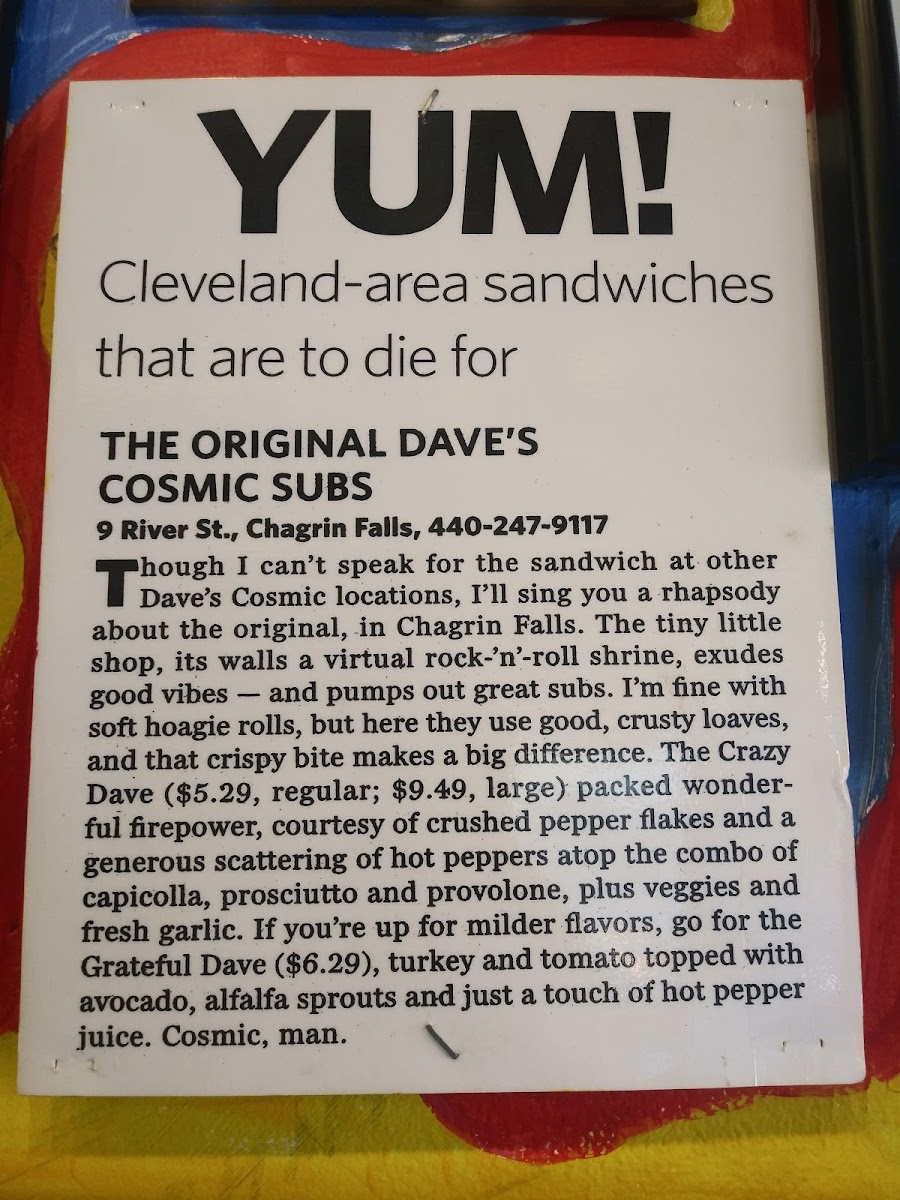 YUM!
Cleveland-area sandwiches
that are to die for
THE ORIGINAL DAVE'S
COSMIC SUBS
9 River St., Chagrin Falls, 440-247-9117
Though I can't speak for the sandwich at other
Dave's Cosmic locations, I'll sing you a rhapsody
about the original, in Chagrin Falls. The tiny little
shop, its walls a virtual rock-'n'-roll shrine, exudes
good vibes — and pumps out great subs. I'm fine with
soft hoagie rolls, but here they use good, crusty loaves,
and that crispy bite makes a big difference. The Crazy
Dave ($5.29, regular; $9.49, large) packed wonder-
ful firepower, courtesy of crushed pepper flakes and a
generous scattering of hot peppers atop the combo of
capicolla, prosciutto and provolone, plus veggies and
fresh garlic. If you're up for milder flavors, go for the
Grateful Dave ($6.29), turkey and tomato topped with
avocado, alfalfa sprouts and just a touch of hot pepper
juice. Cosmic, man.